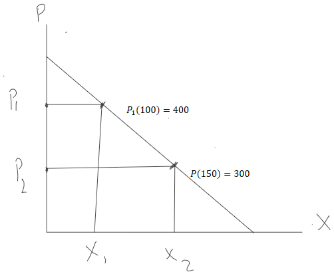 P
P₁
P₁(100) = 400
P₂
P(150) = 300
X
X₁
X₂